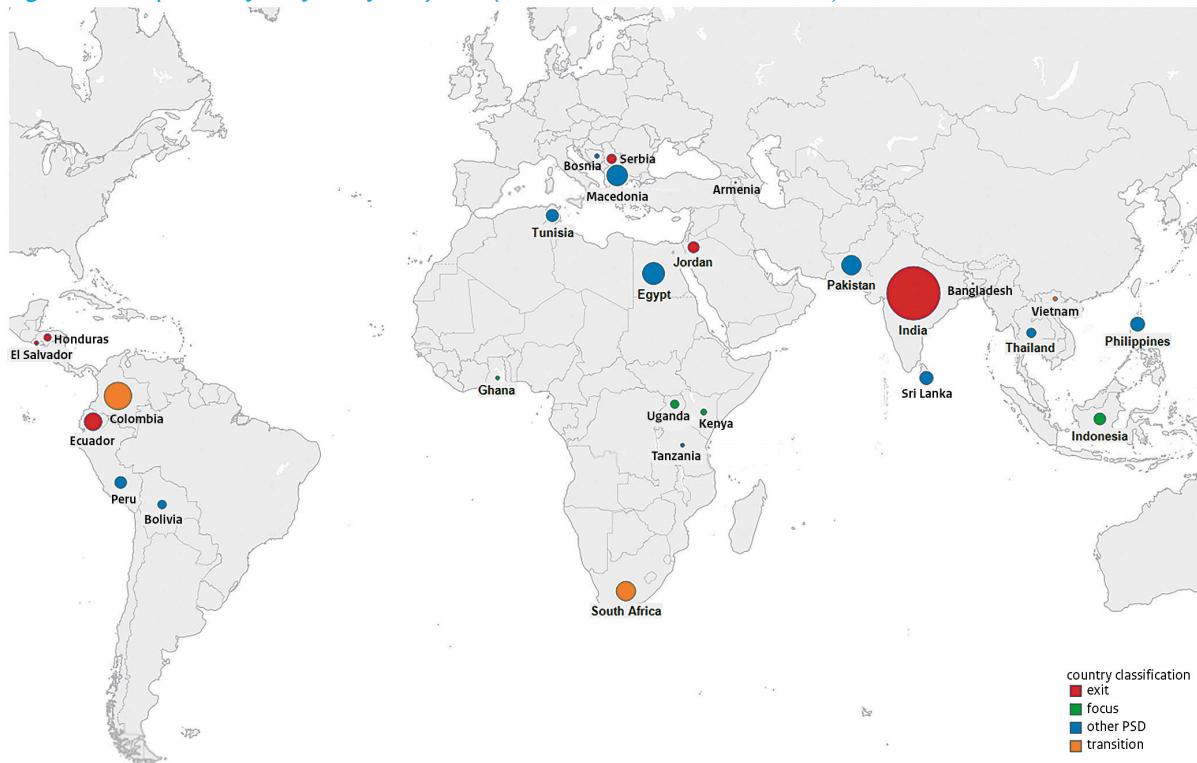 Bosnia
Serbia
Macedonia
Armenia
Tunisia
Jordan
Egypt
Pakistan
India
Bangladesh
Vietnam
Thailand
Philippines
Sri Lanka
Honduras
El Salvador
Colombia
Ecuador
Ghana
Uganda
Kenya
Tanzania
Indonesia
Peru
Bolivia
South Africa
country classification
exit
focus
other PSD
transition